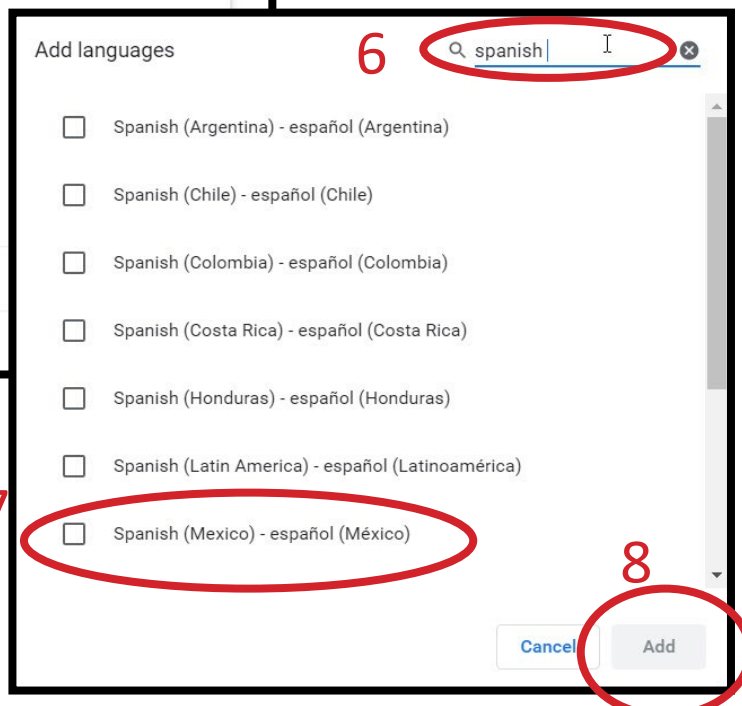 Add languages
6
spanish
Spanish (Argentina) - español (Argentina)
Spanish (Chile) - español (Chile)
Spanish (Colombia) - español (Colombia)
Spanish (Costa Rica) - español (Costa Rica)
Spanish (Honduras) - español (Honduras)
Spanish (Latin America) - español (Latinoamérica)
7
Spanish (Mexico) - español (México)
8
Cancel
Add